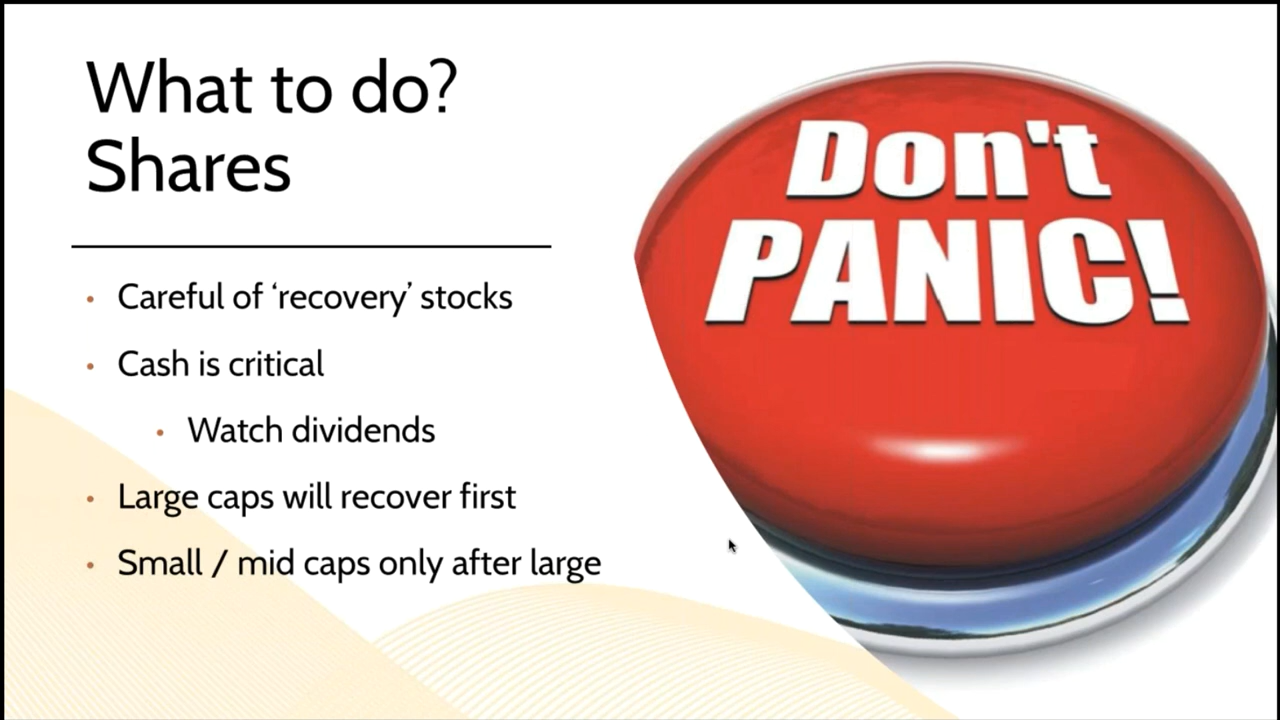 What to do?
Shares
• Careful of ‘recovery’ stocks
• Cash is critical
• Watch dividends
• Large caps will recover first
• Small / mid caps only after large
Don't
PANIC!